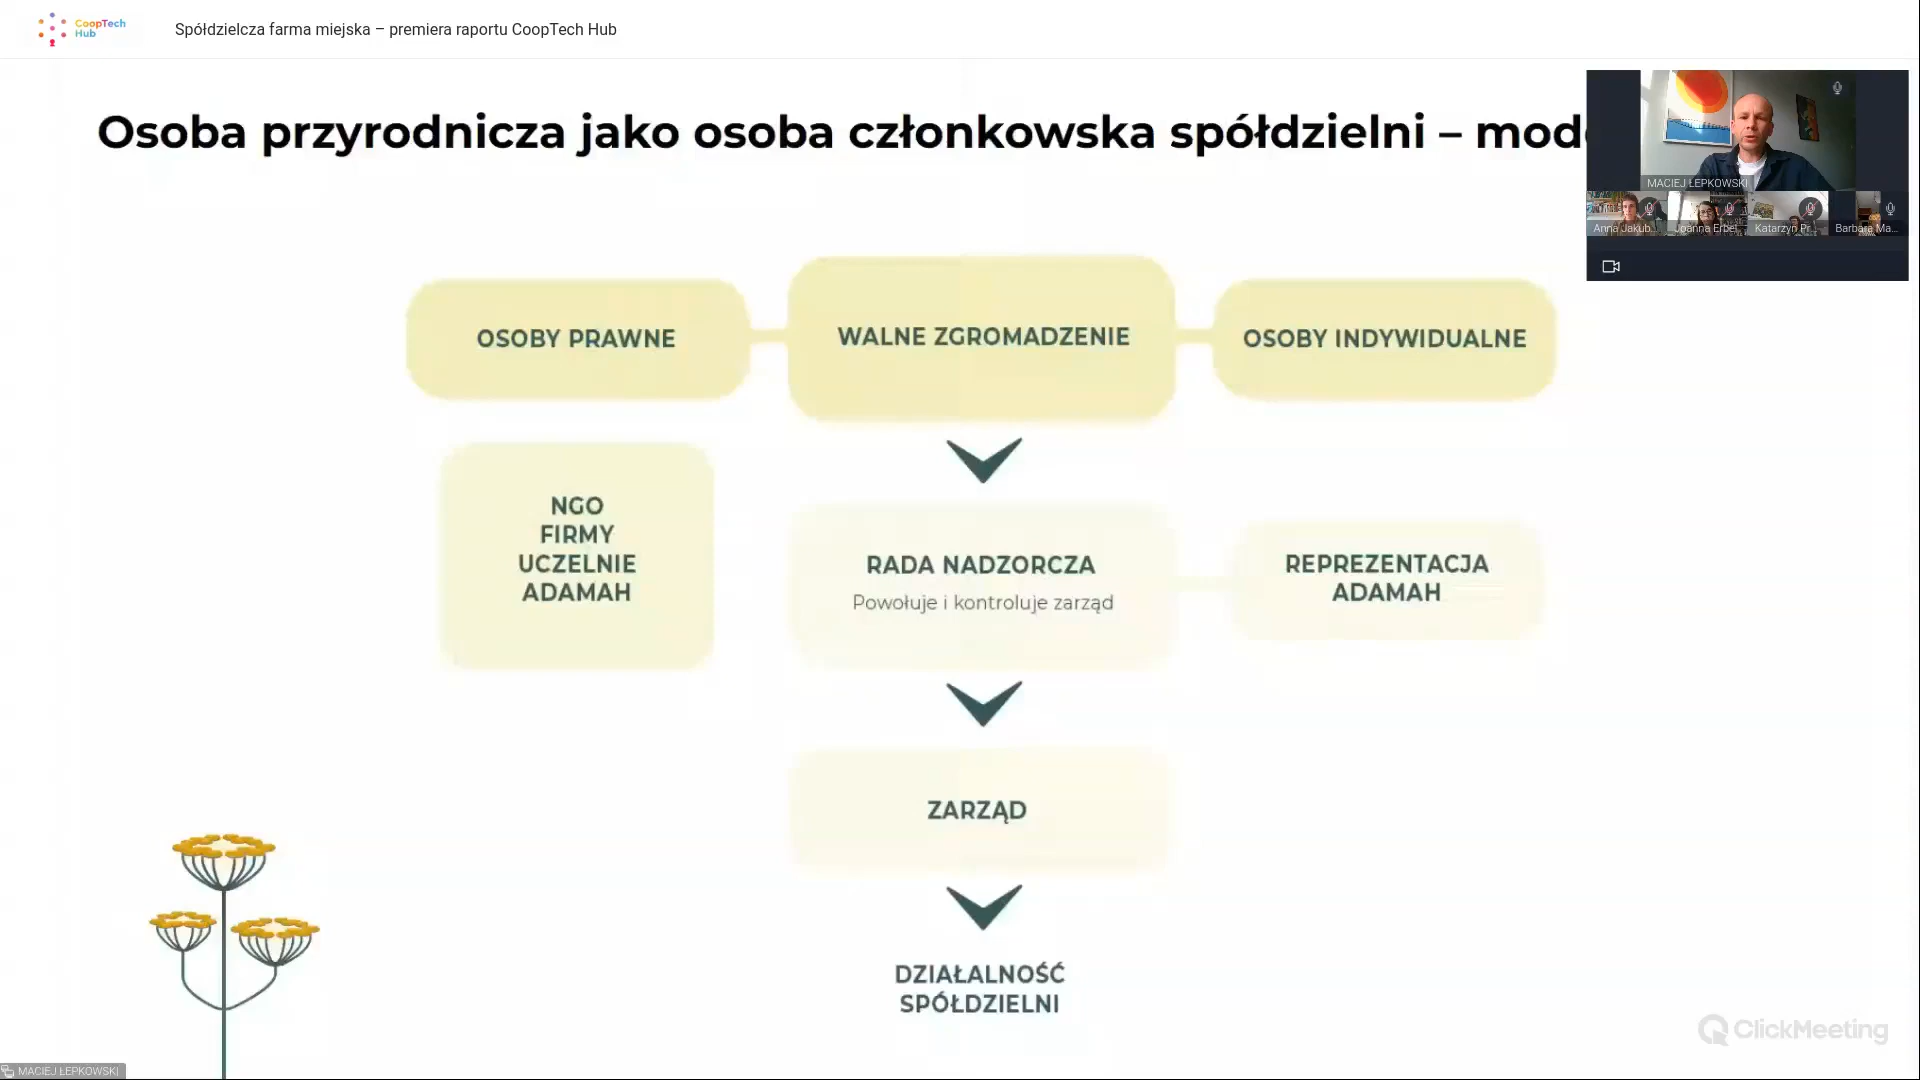 CoopTech
Hub
Spółdzielcza farma miejska – premiera raportu CoopTech Hub
Osoba przyrodnicza jako osoba członkowska spółdzielni –
MACIEJ ŁEPKOWSKI
Anna Jakub...
Joanna Erbel
Katarzyn Pr...
Barbara Ma...
OSOBY PRAWNE
WALNE ZGROMADZENIE
OSOBY INDYWIDUALNE
NGO
FIRMY
UCZELNIE
ADAMAH
RADA NADZORCZA
Powołuje i kontroluje zarząd
REPREZENTACJA
ADAMAH
ZARZĄD
DZIAŁALNOŚĆ
SPÓŁDZIELNI
ClickMeeting
MACIEJ ŁEPKOWSKI